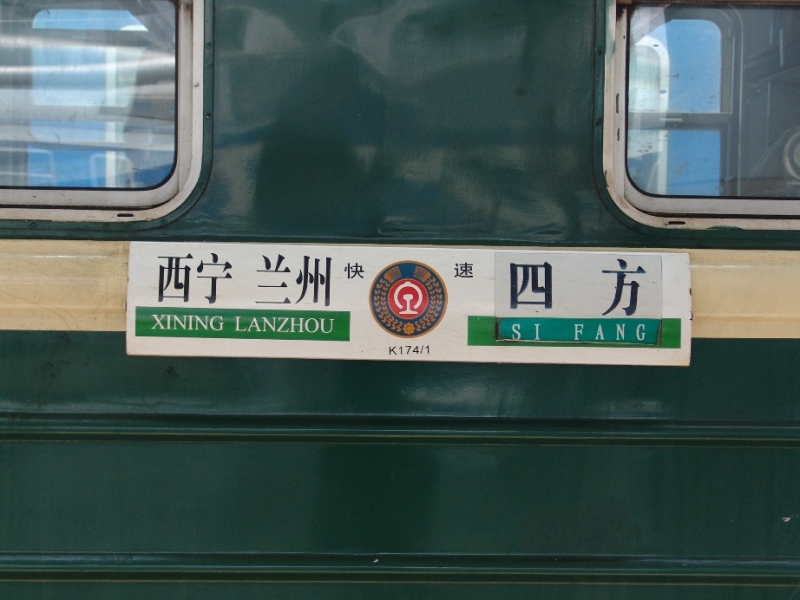 西宁 兰州 快 速 四 方
XINING LANZHOU SI FANG
K174/1